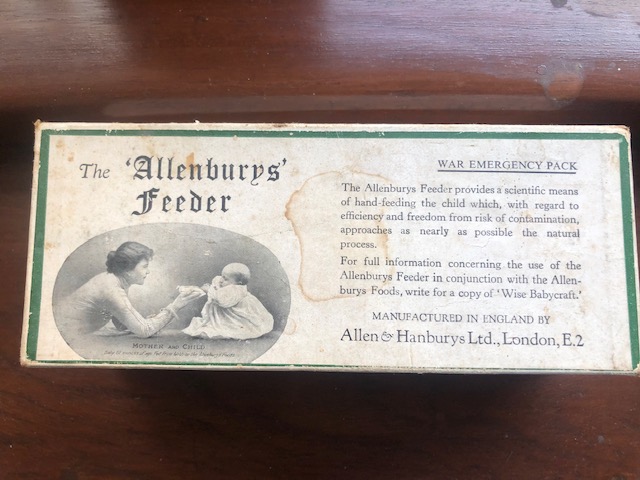 The 'Allenburys'
Feeder
MOTHER AND CHILD
WAR EMERGENCY PACK
The Allenburys Feeder provides a scientific means
of hand-feeding the child which, with regard to
efficiency and freedom from risk of contamination,
approaches as nearly as possible the natural
process.
For full information concerning the use of the
Allenburys Feeder in conjunction with the Allen-
burys Foods, write for a copy of 'Wise Babycraft.'
MANUFACTURED IN ENGLAND BY
Allen & Hanburys Ltd., London, E.2